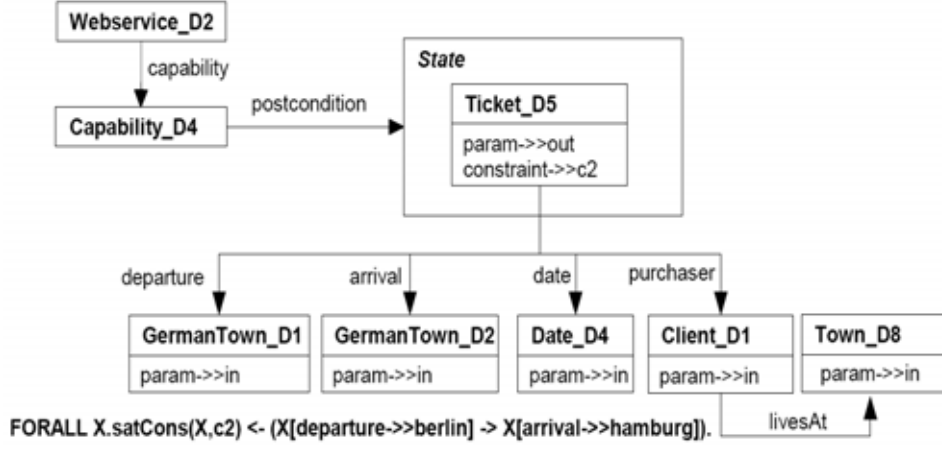 Webservice_D2
capability
Capability_D4
postcondition
State
Ticket_D5
param->>out
constraint->>c2
departure
arrival
date
purchaser
GermanTown_D1
param->>in
GermanTown_D2
param->>in
Date_D4
param->>in
Client_D1
param->>in
Town_D8
param->>in
livesAt
FORALL X.satCons(X,c2) <- (X[departure->>berlin] -> X[arrival->>hamburg]).